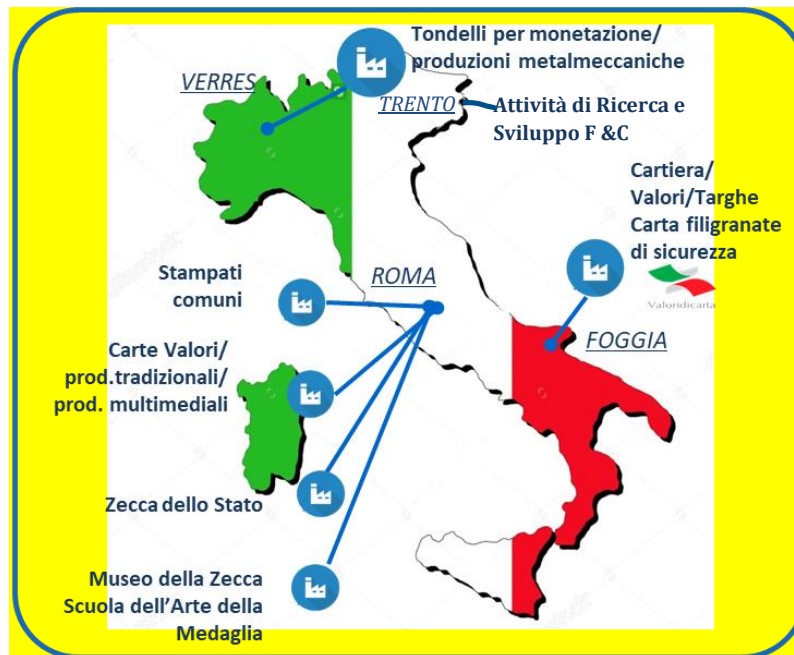 Tondelli per monetazione/
produzioni metalmeccaniche
VERRES
TRENTO
Attività di Ricerca e
Sviluppo F &C
Cartiera/
Valori/Targhe
Carta filigranate
di sicurezza
Valoridicarta
Stampati
comuni
ROMA
FOGGIA
Carte Valori/
prod.tradizionali/
prod. multimediali
Zecca dello Stato
Museo della Zecca
Scuola dell'Arte della
Medaglia